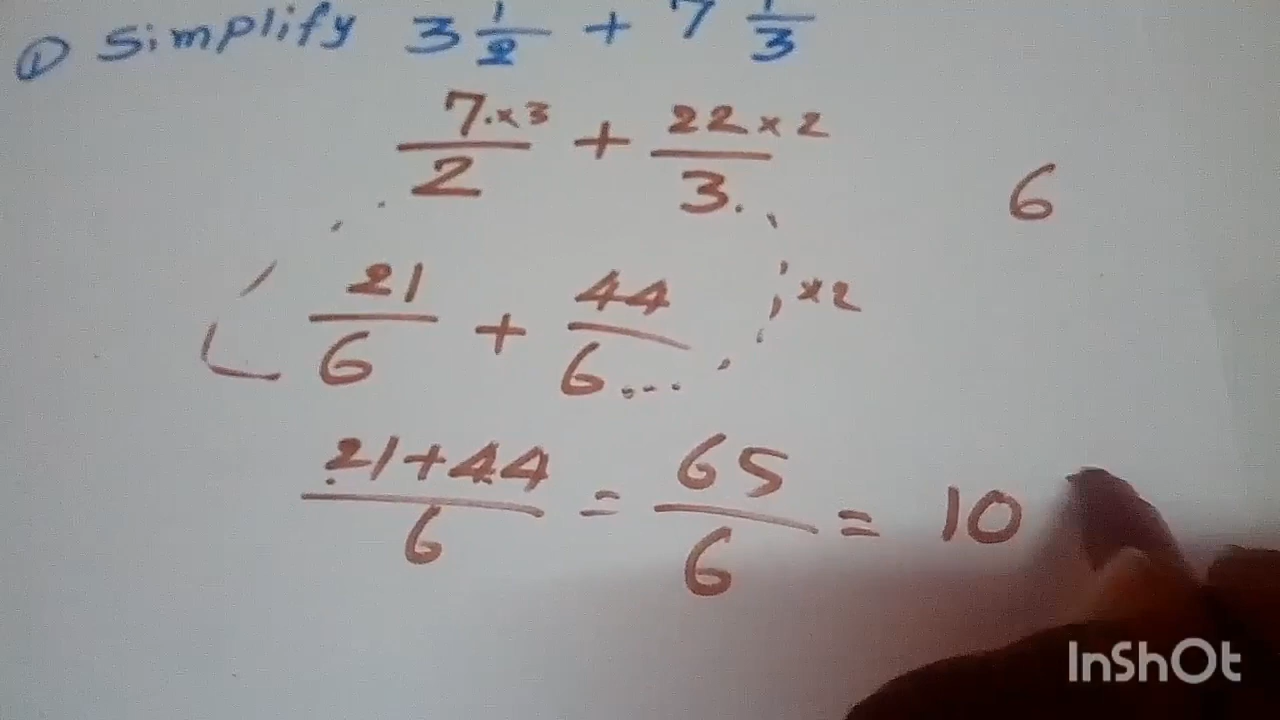 ① Simplify 3 1/2 + 7 1/3
7 × 3 / 2 + 22 × 2 / 3
6
21/6 + 44/6 ×2
21+44 / 6 = 65/6 = 10
InShOt